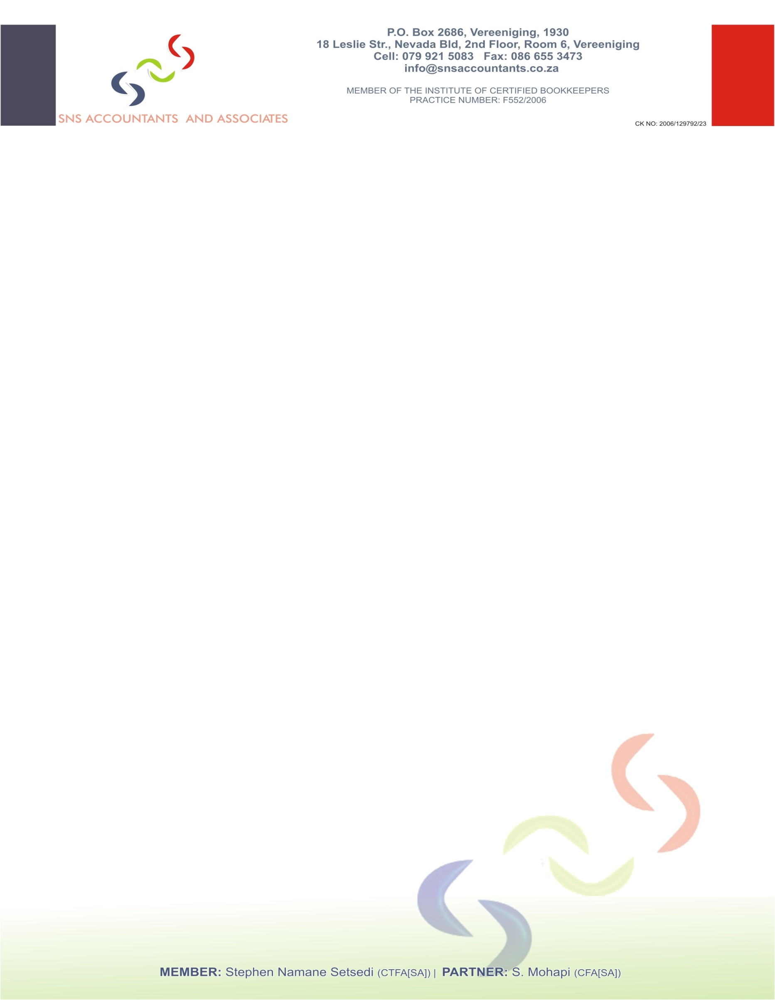 P.O. Box 2686, Vereeniging, 1930
18 Leslie Str., Nevada Bld, 2nd Floor, Room 6, Vereeniging
Cell: 079 921 5083 Fax: 086 655 3473
info@snsaccountants.co.za
MEMBER OF THE INSTITUTE OF CERTIFIED BOOKKEEPERS
PRACTICE NUMBER: F552/2006
SNS ACCOUNTANTS AND ASSOCIATES
CK NO: 2006/129792/23
MEMBER: Stephen Namane Setsedi (CTFA[SA]) | PARTNER: S. Mohapi (CFA[SA])